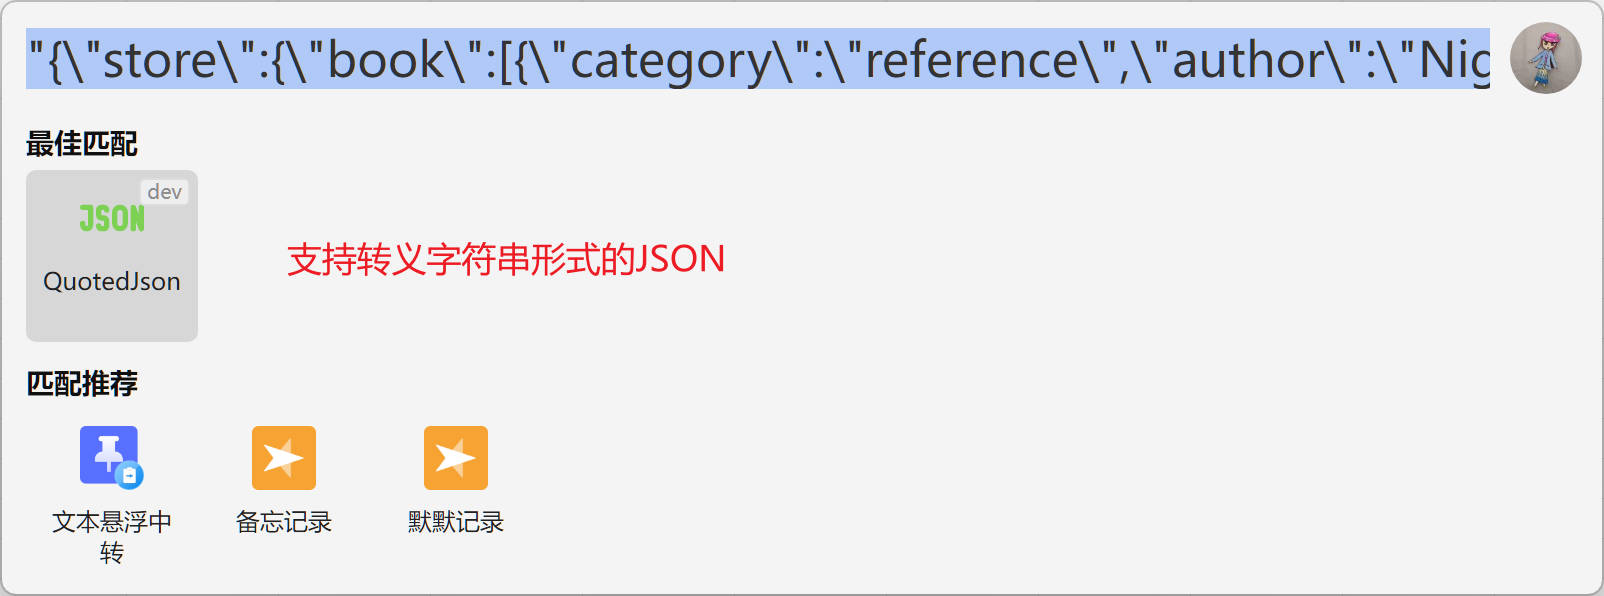 "{\"store\":{\"book\":[{\"category\":\"reference\",\"author\":\"Nig
最佳匹配
dev
JSON
QuotedJson
支持转义字符串形式的JSON
匹配推荐
文本悬浮中
转
备忘记录
默默记录